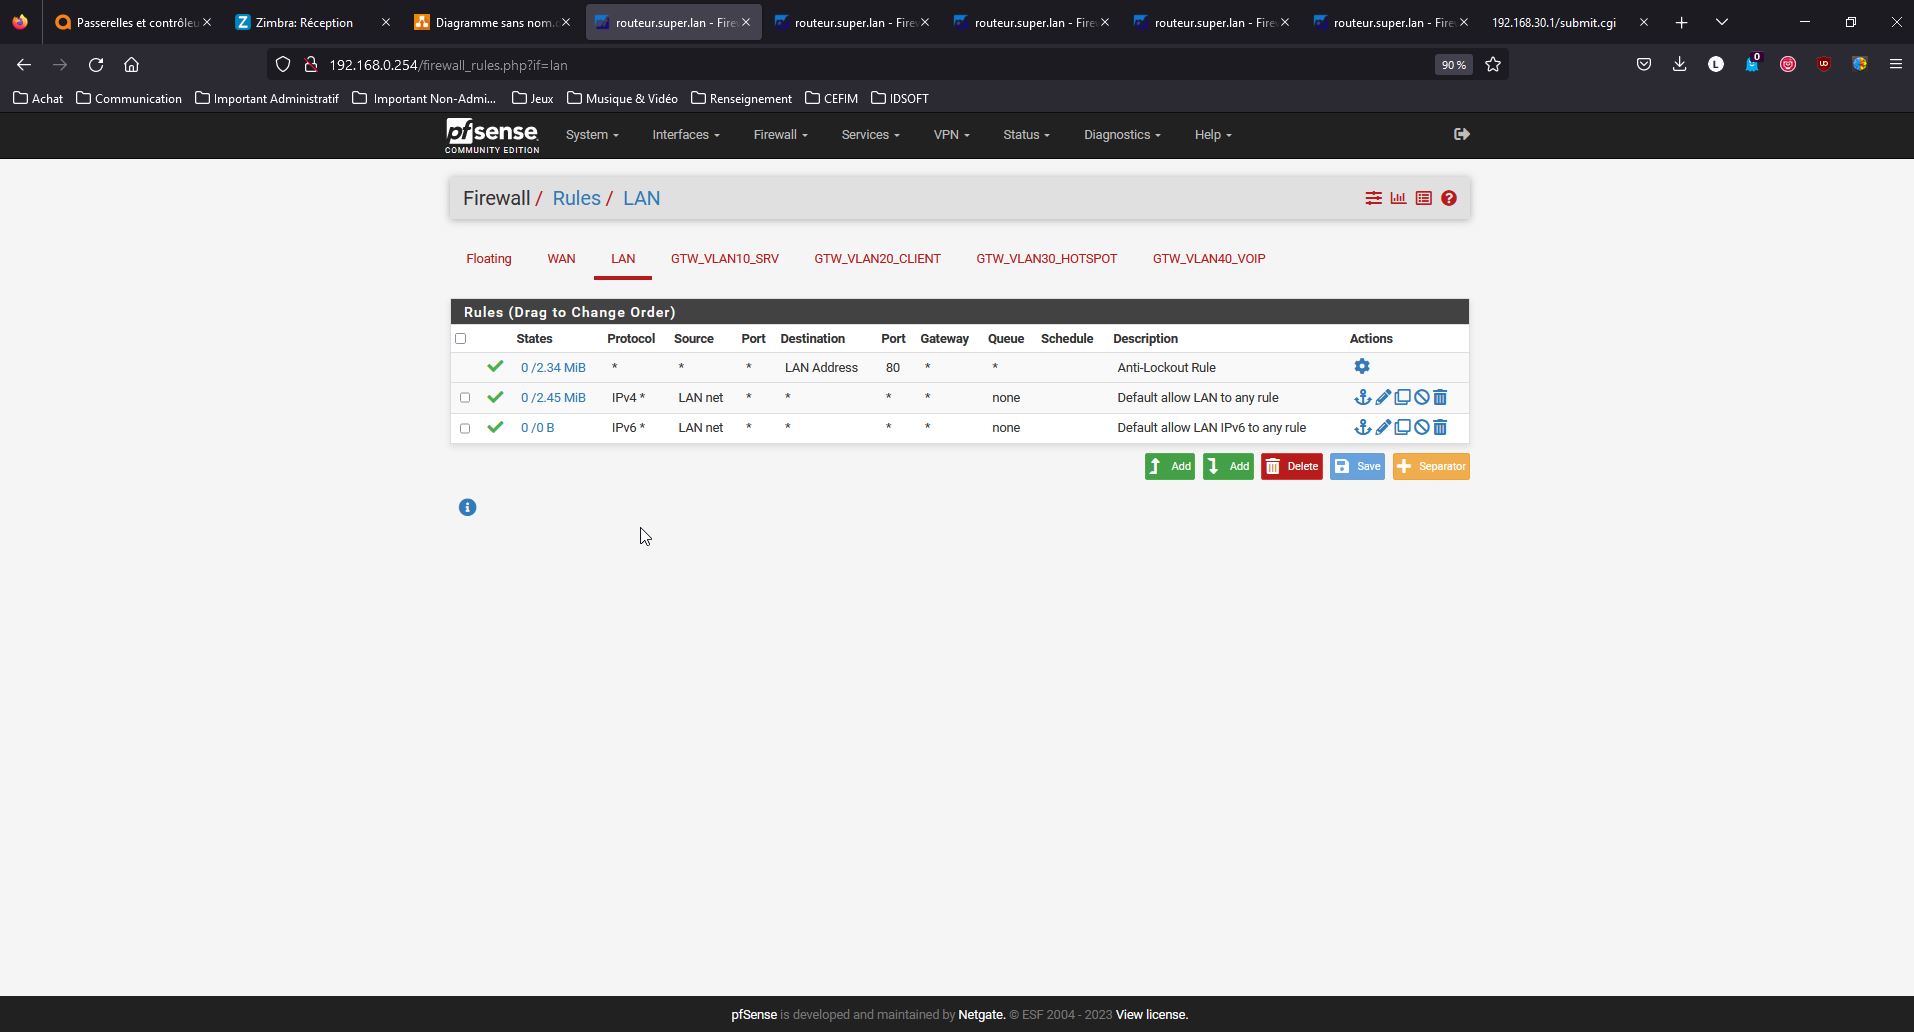 Passerelles et contrôleu
Zimbra: Réception
Diagramme sans nom.d
routeur.super.lan - Firew
routeur.super.lan - Firew
routeur.super.lan - Firew
routeur.super.lan - Firew
routeur.super.lan - Firew
192.168.30.1/submit.cgi
192.168.0.254/firewall_rules.php?if=lan
90 %
L
0
Achat
Communication
Important Administratif
Important Non-Admi...
Jeux
Musique & Vidéo
Renseignement
CEFIM
IDSOFT
pfsense
COMMUNITY EDITION
System
Interfaces
Firewall
Services
VPN
Status
Diagnostics
Help
Firewall / Rules / LAN
Floating
WAN
LAN
GTW_VLAN10_SRV
GTW_VLAN20_CLIENT
GTW_VLAN30_HOTSPOT
GTW_VLAN40_VOIP
Rules (Drag to Change Order)
States Protocol Source Port Destination Port Gateway Queue Schedule Description Actions
0 /2.34 MiB * * * LAN Address 80 * * Anti-Lockout Rule
0 /2.45 MiB IPv4 * LAN net * * * * none Default allow LAN to any rule
0 /0 B IPv6 * LAN net * * * * none Default allow LAN IPv6 to any rule
Add
Add
Delete
Save
Separator
pfSense is developed and maintained by Netgate. © ESF 2004 - 2023 View license.